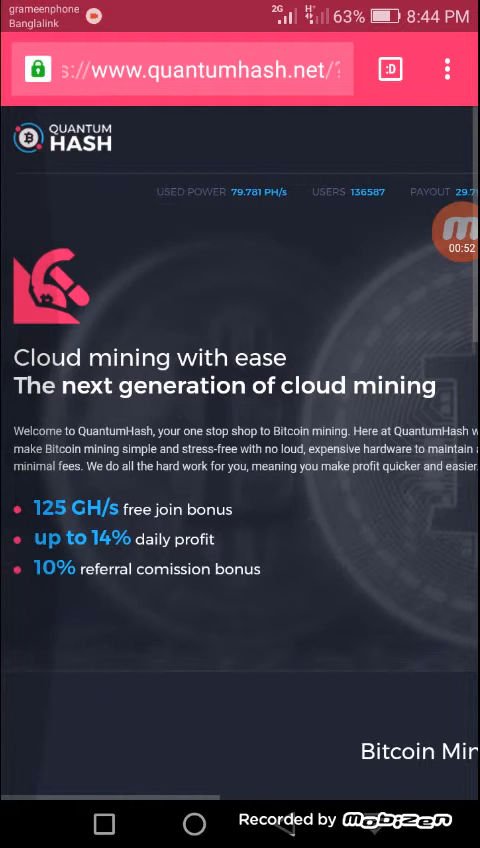 grameenphone
Banglalink
2G H+ 63% 8:44 PM
s://www.quantumhash.net/?
:D
QUANTUM
HASH
USED POWER 79.781 PH/s USERS 136587 PAYOUT 29.7
00:52
Cloud mining with ease
The next generation of cloud mining
Welcome to QuantumHash, your one stop shop to Bitcoin mining. Here at QuantumHash w
make Bitcoin mining simple and stress-free with no loud, expensive hardware to maintain
minimal fees. We do all the hard work for you, meaning you make profit quicker and easier.
125 GH/s free join bonus
up to 14% daily profit
10% referral comission bonus
Bitcoin Min
Recorded by Mobizen